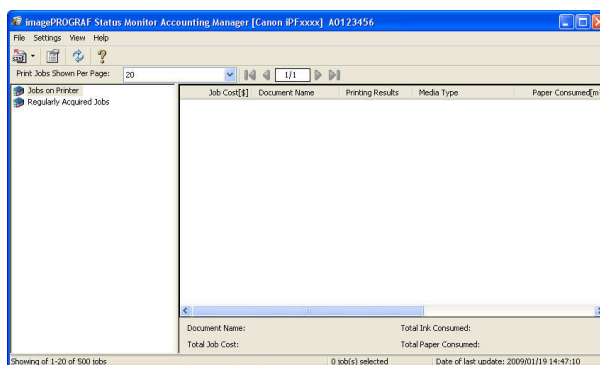 imagePROGRAF Status Monitor Accounting Manager [Canon iPFxxxx] A0123456
File Settings View Help
Print Jobs Shown Per Page: 20 1/1
Jobs on Printer
Regularly Acquired Jobs
Job Cost[$] Document Name Printing Results Media Type Paper Consumed[m
Document Name: Total Ink Consumed:
Total Job Cost: Total Paper Consumed:
Showing of 1-20 of 500 jobs 0 job(s) selected Date of last update: 2009/01/19 14:47:10